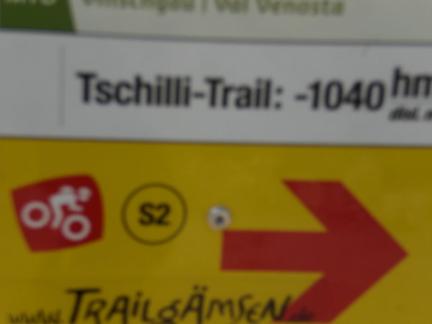 Vinschgau | Val Venosta
Tschilli-Trail: -1040 hm
S2
www.TRAiLgÄMSEN.de